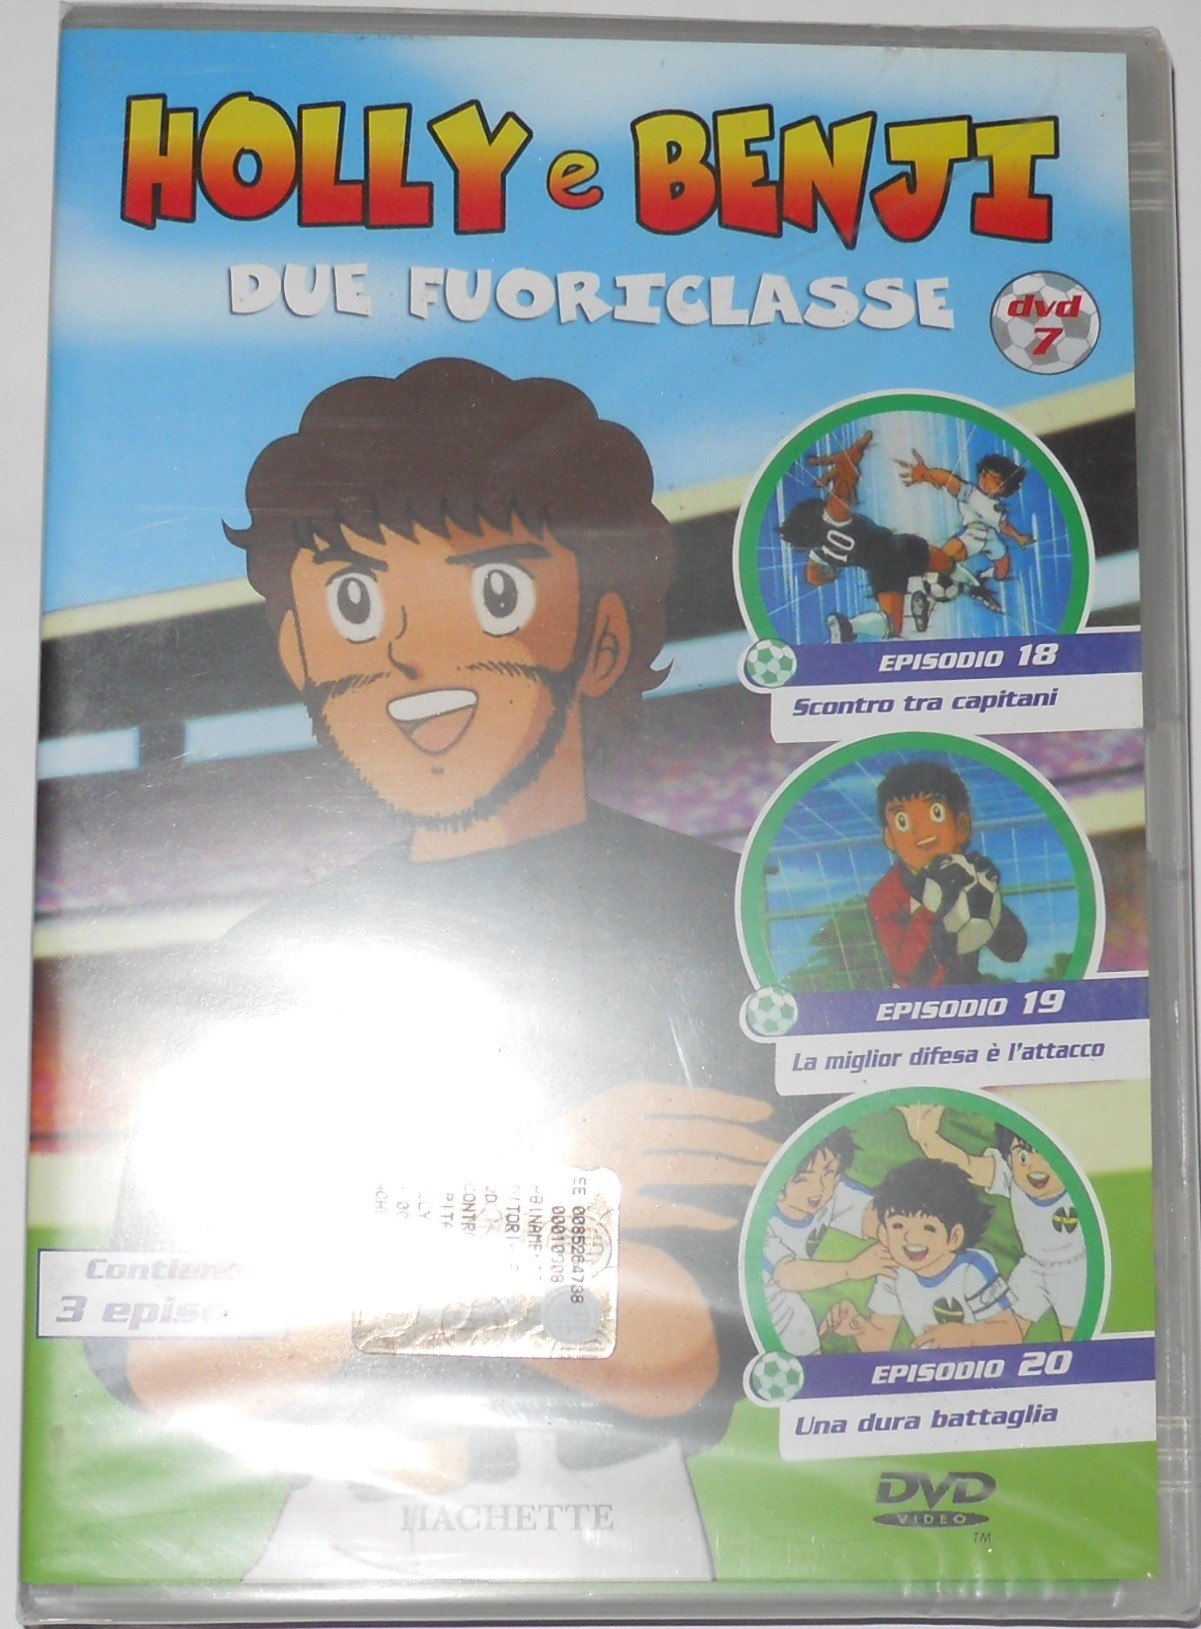 HOLLY e BENJI
DUE FUORICLASSE
dvd
7
10
EPISODIO 18
Scontro tra capitani
EPISODIO 19
La miglior difesa è l'attacco
EPISODIO 20
Una dura battaglia
3
HACHETTE
DVD
VIDEO
TM